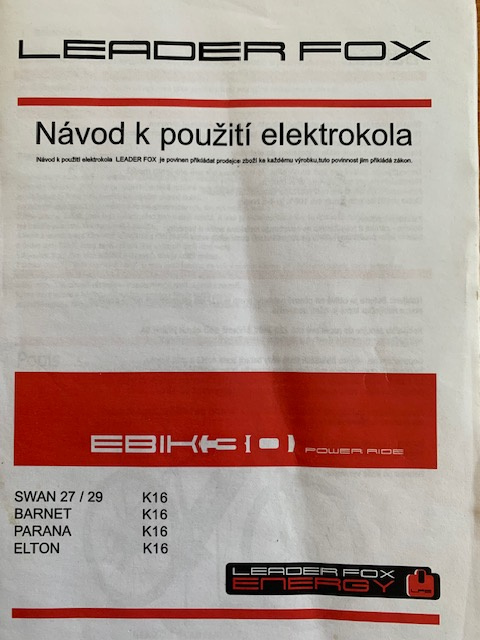 LEADER FOX
Návod k použití elektrokola
Návod k použití elektrokola LEADER FOX je povinen přikládat prodejce zboží ke každému výrobku,tuto povinnost jim přikládá zákon.
EBIKE POWER RIDE
SWAN 27 / 29 K16
BARNET K16
PARANA K16
ELTON K16
LEADER FOX
ENERGY